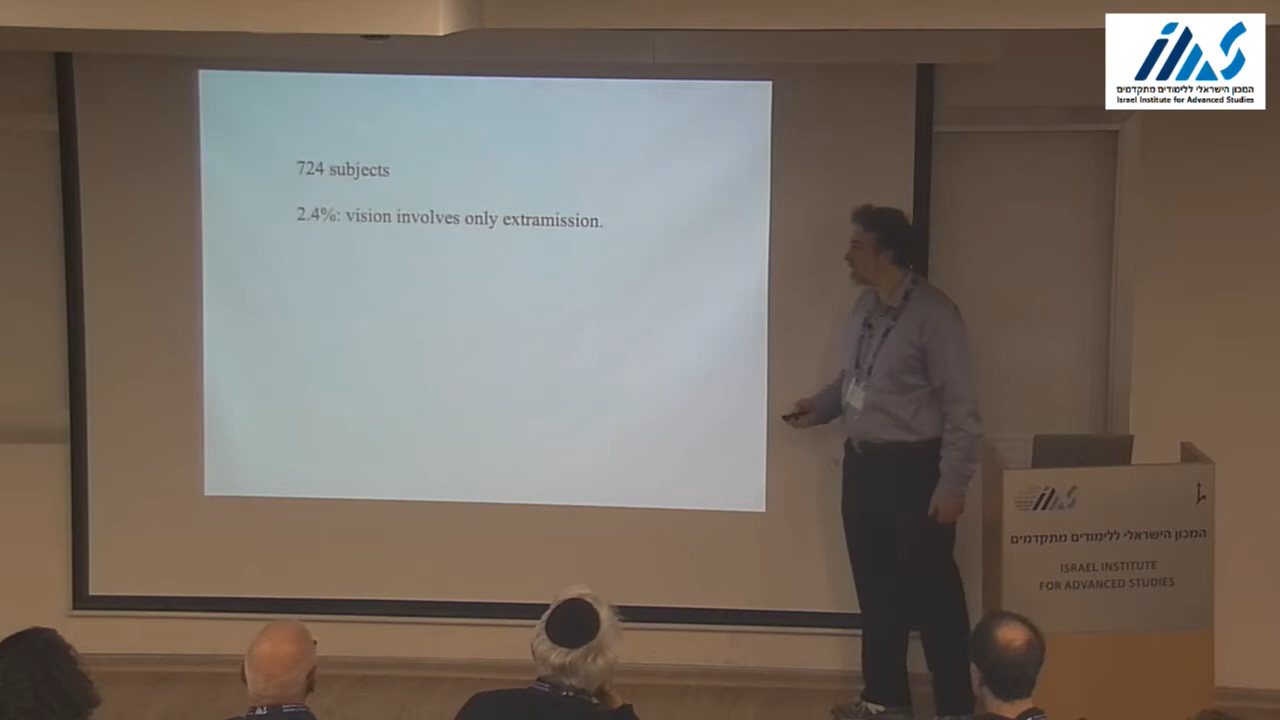 המכון הישראלי ללימודים מתקדמים
Israel Institute for Advanced Studies
724 subjects
2.4%: vision involves only extramission.
המכון הישראלי ללימודים מתקדמים
ISRAEL INSTITUTE
FOR ADVANCED STUDIES